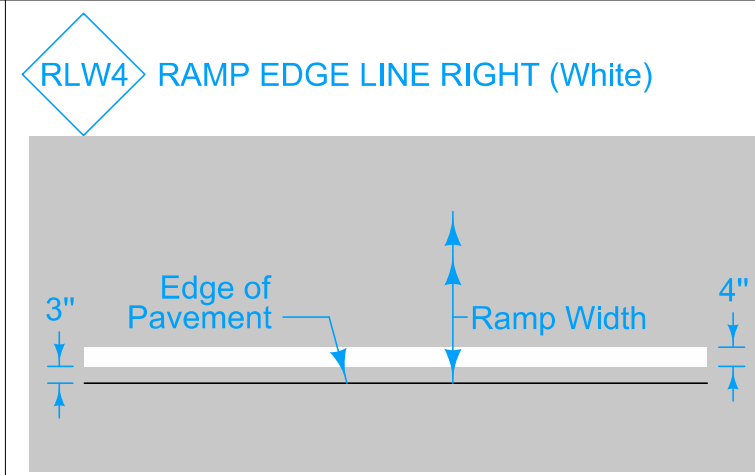 RLW4 RAMP EDGE LINE RIGHT (White)
3" Edge of 4"
Pavement Ramp Width